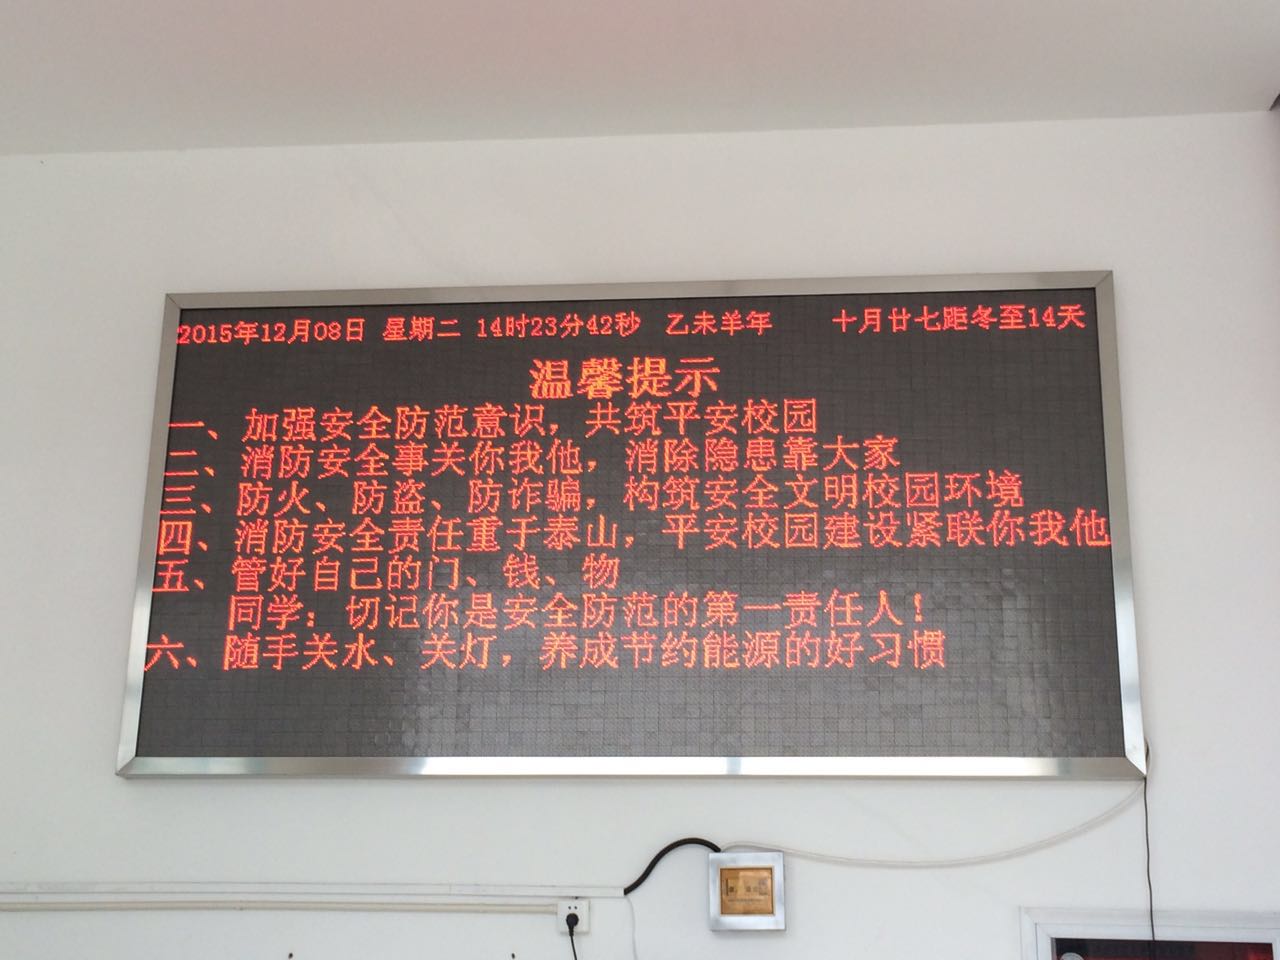 2015年12月08日 星期二 14时23分42秒 乙未羊年 十月廿七距冬至14天
温馨提示
一、加强安全防范意识，共筑平安校园
二、消防安全事关你我他，消除隐患靠大家
三、防火、防盗、防诈骗，构筑安全文明校园环境
四、消防安全责任重于泰山，平安校园建设紧联你我他
五、管好自己的门、钱、物
同学：切记你是安全防范的第一责任人！
六、随手关水、关灯，养成节约能源的好习惯